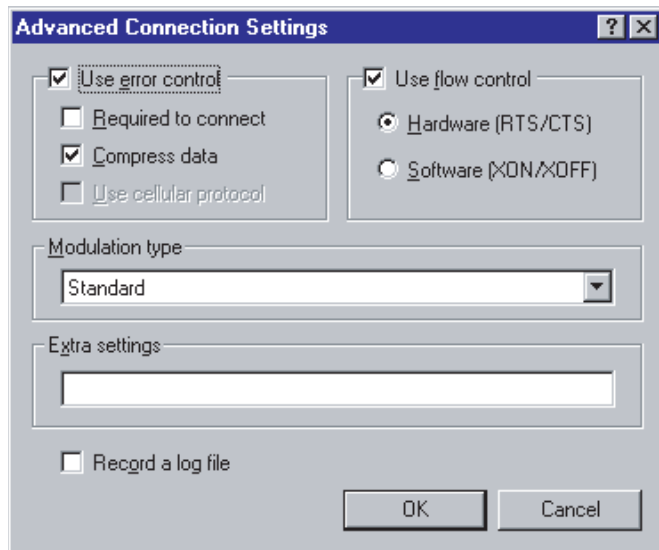 Advanced Connection Settings
Use error control
Required to connect
Compress data
Use cellular protocol
Use flow control
Hardware (RTS/CTS)
Software (XON/XOFF)
Modulation type
Standard
Extra settings
Record a log file
OK
Cancel